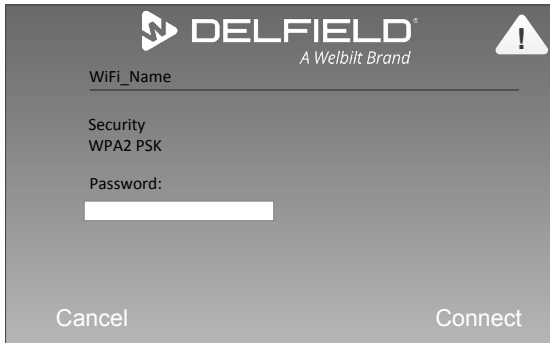 DELFIELD®
A Welbilt Brand
!
WiFi_Name
Security
WPA2 PSK
Password:
Cancel
Connect